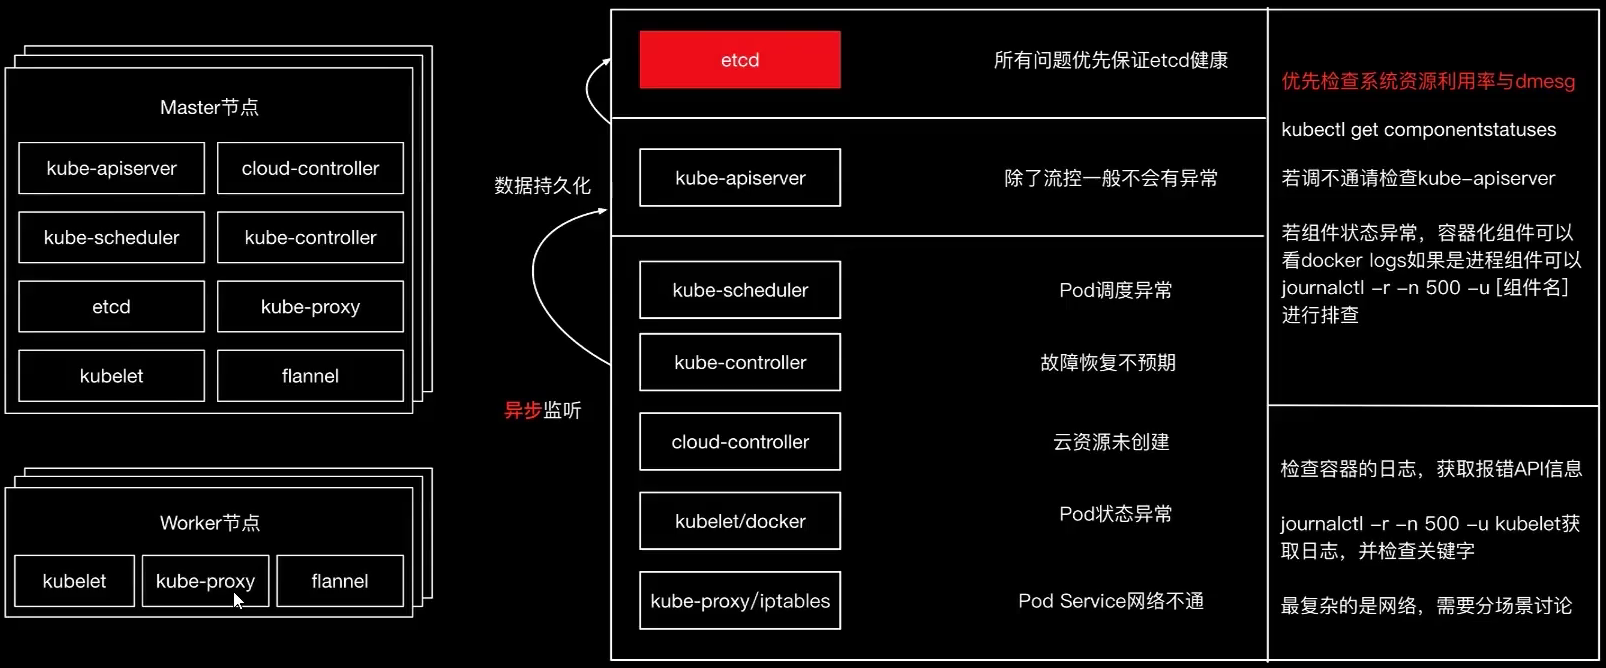 Master节点
kube-apiserver
cloud-controller
kube-scheduler
kube-controller
etcd
kube-proxy
kubelet
flannel
Worker节点
kubelet
kube-proxy
flannel
数据持久化
异步监听
etcd
所有问题优先保证etcd健康
kube-apiserver
除了流控一般不会有异常
kube-scheduler
Pod调度异常
kube-controller
故障恢复不预期
cloud-controller
云资源未创建
kubelet/docker
Pod状态异常
kube-proxy/iptables
Pod Service网络不通
优先检查系统资源利用率与dmesg
kubectl get componentstatuses
若调不通请检查kube-apiserver
若组件状态异常，容器化组件可以
看docker logs如果是进程组件可以
journalctl -r -n 500 -u [组件名]
进行排查
检查容器的日志，获取报错API信息
journalctl -r -n 500 -u kubelet获
取日志，并检查关键字
最复杂的是网络，需要分场景讨论